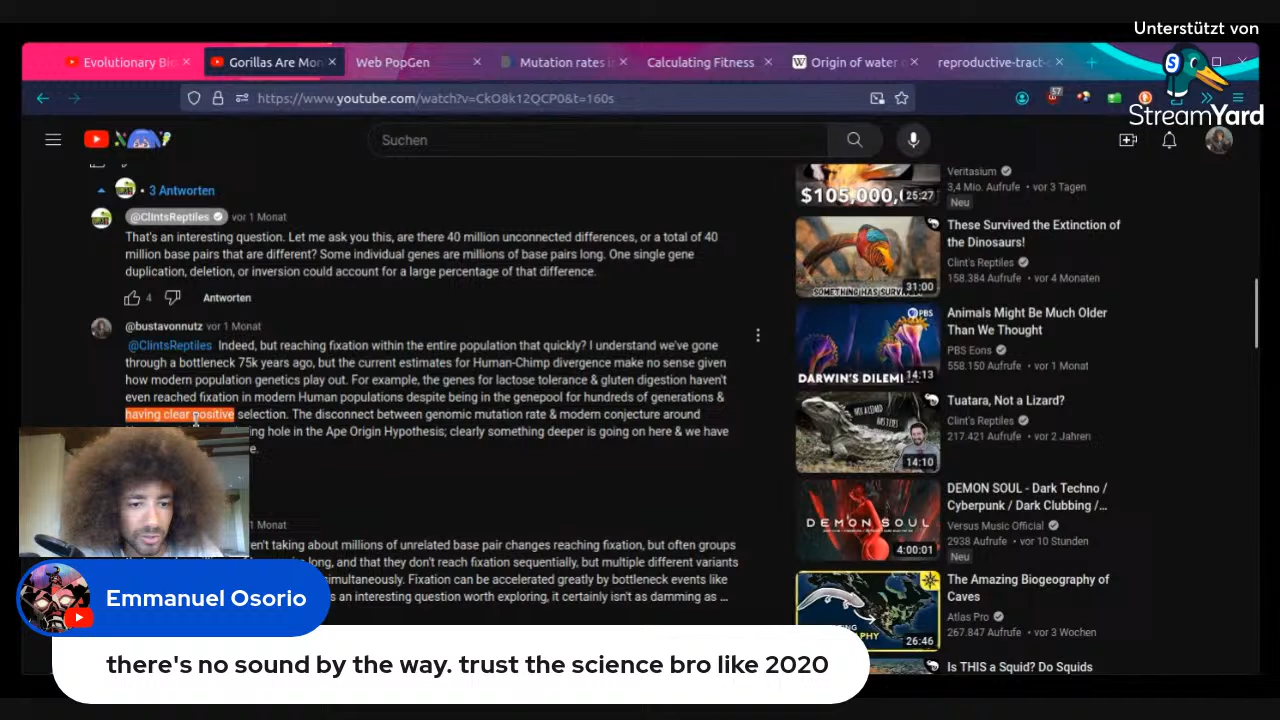 Unterstützt von
StreamYard
Evolutionary Bi
Gorillas Are Mon
Web PopGen
Mutation rates i
Calculating Fitness
W Origin of water
reproductive-tract-
https://www.youtube.com/watch?v=CkO8k12QCP0&t=160s
57
Suchen
3 Antworten
@ClintsReptiles vor 1 Monat
That's an interesting question. Let me ask you this, are there 40 million unconnected differences, or a total of 40
million base pairs that are different? Some individual genes are millions of base pairs long. One single gene
duplication, deletion, or inversion could account for a large percentage of that difference.
4 Antworten
@bustavonnutz vor 1 Monat
@ClintsReptiles Indeed, but reaching fixation within the entire population that quickly? I understand we've gone
through a bottleneck 75k years ago, but the current estimates for Human-Chimp divergence make no sense given
how modern population genetics play out. For example, the genes for lactose tolerance & gluten digestion haven't
even reached fixation in modern Human populations despite being in the genepool for hundreds of generations &
having clear positive selection. The disconnect between genomic mutation rate & modern conjecture around
ing hole in the Ape Origin Hypothesis; clearly something deeper is going on here & we have
e.
1 Monat
en't taking about millions of unrelated base pair changes reaching fixation, but often groups
long, and that they don't reach fixation sequentially, but multiple different variants
simultaneously. Fixation can be accelerated greatly by bottleneck events like
s an interesting question worth exploring, it certainly isn't as damming as ...
$105,000,
25:27
Veritasium
3,4 Mio. Aufrufe • vor 3 Tagen
Neu
SOMETHING HAS SURVIVED
31:00
These Survived the Extinction of
the Dinosaurs!
Clint's Reptiles
158.384 Aufrufe • vor 4 Monaten
PBS
DARWIN'S DILEM
14:13
Animals Might Be Much Older
Than We Thought
PBS Eons
558.150 Aufrufe • vor 1 Monat
NOT A LIZARD
14:10
Tuatara, Not a Lizard?
Clint's Reptiles
217.421 Aufrufe • vor 2 Jahren
DEMON SOUL
4:00:01
DEMON SOUL - Dark Techno /
Cyberpunk / Dark Clubbing /...
Versus Music Official
2938 Aufrufe • vor 10 Stunden
Neu
26:46
The Amazing Biogeography of
Caves
Atlas Pro
267.847 Aufrufe • vor 3 Wochen
Is THIS a Squid? Do Squids
Emmanuel Osorio
there's no sound by the way. trust the science bro like 2020